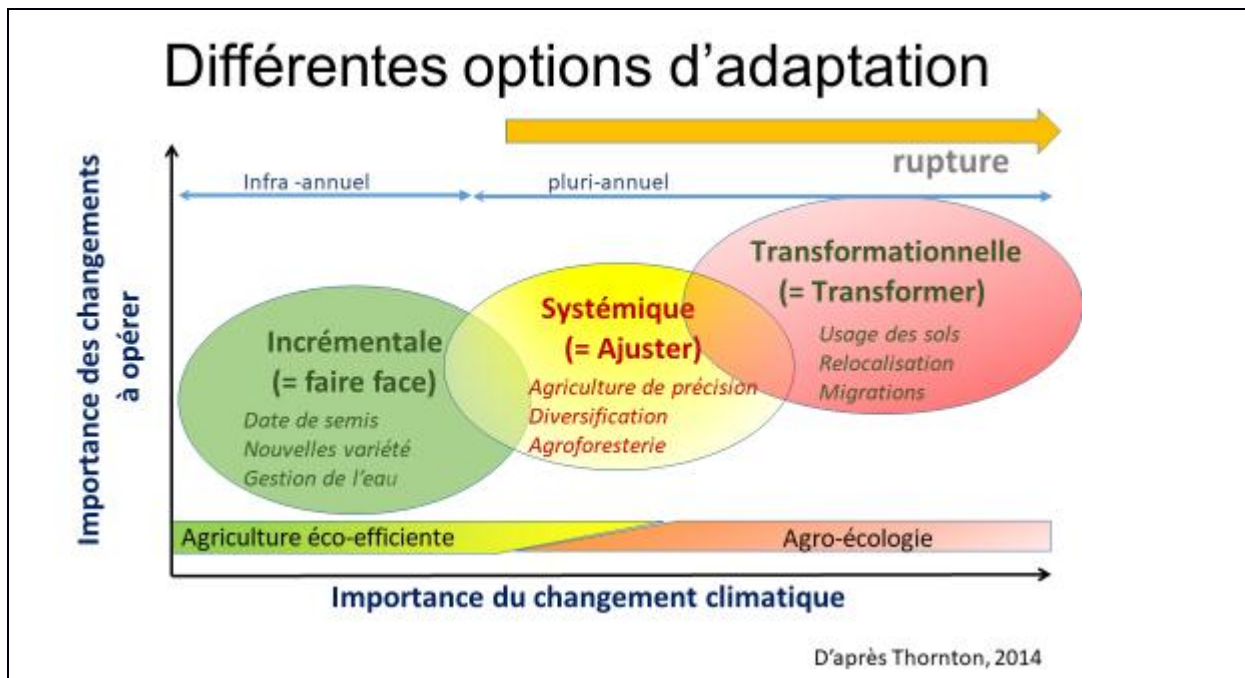 Différentes options d'adaptation
rupture
Infra -annuel
pluri-annuel
Importance des changements
à opérer
Transformationnelle
(= Transformer)
Usage des sols
Relocalisation
Migrations
Systémique
(= Ajuster)
Agriculture de précision
Diversification
Agroforesterie
Incrémentale
(= faire face)
Date de semis
Nouvelles variété
Gestion de l'eau
Agriculture éco-efficiente
Agro-écologie
Importance du changement climatique
D'après Thornton, 2014